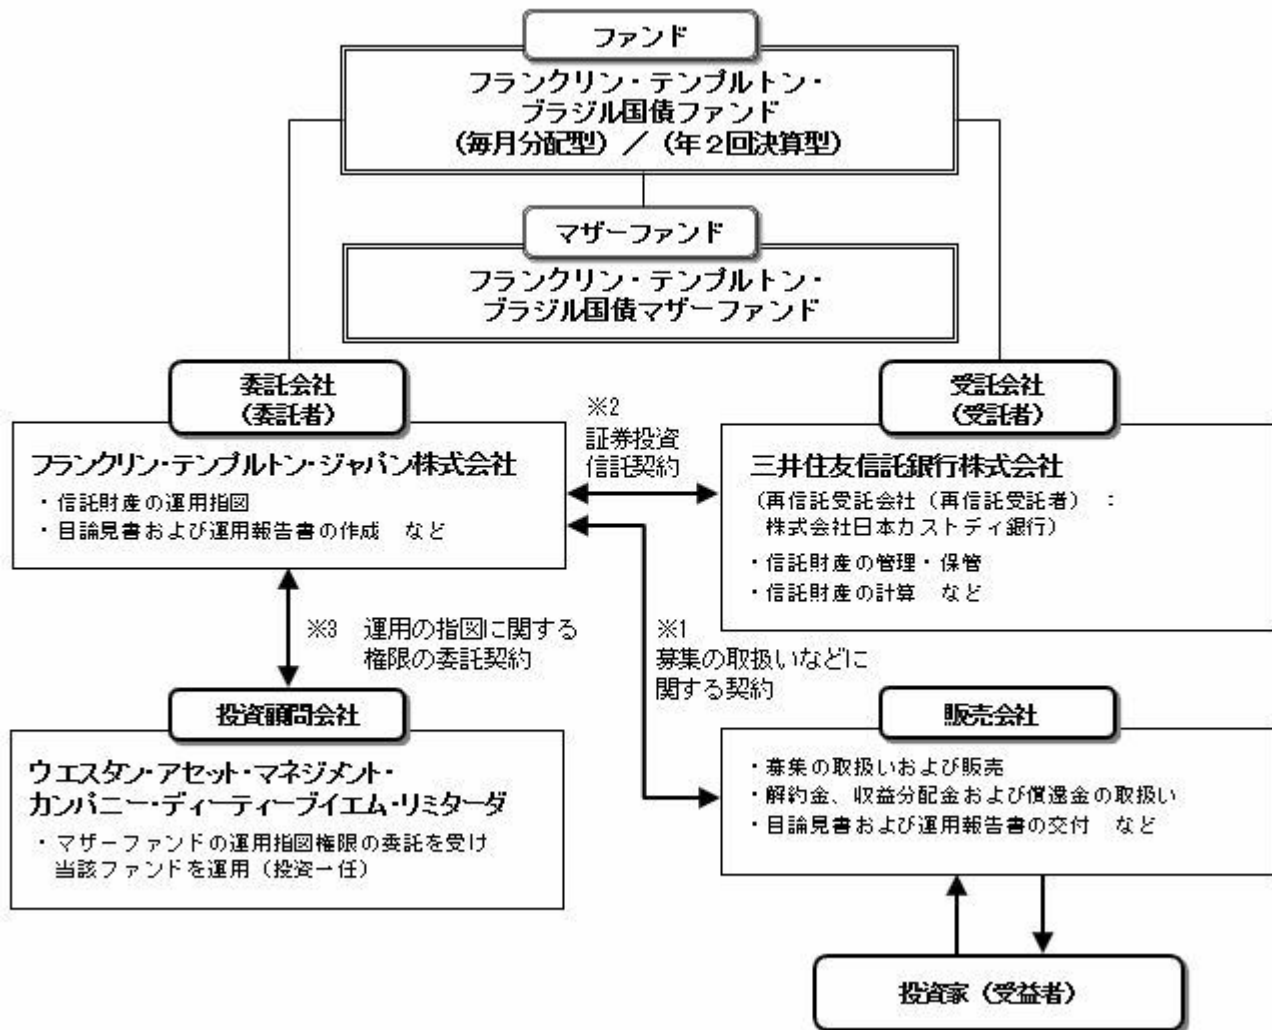 ファンド
フランクリン・テンプルトン・
ブラジル国債ファンド
(毎月分配型)／(年２回決算型)
マザーファンド
フランクリン・テンプルトン・
ブラジル国債マザーファンド
委託会社
(委託者)
フランクリン・テンプルトン・ジャパン株式会社
・信託財産の運用指図
・目論見書および運用報告書の作成　など
※2
証券投資
信託契約
受託会社
(受託者)
三井住友信託銀行株式会社
(再信託受託会社（再信託受託者）：
株式会社日本カストディ銀行)
・信託財産の管理・保管
・信託財産の計算　など
※3　運用の指図に関する
権限の委託契約
※1
募集の取扱いなどに
関する契約
投資顧問会社
ウエスタン・アセット・マネジメント・
カンパニー・ディーティーブイエム・リミターダ
・マザーファンドの運用指図権限の委託を受け
当該ファンドを運用（投資一任）
販売会社
・募集の取扱いおよび販売
・解約金、収益分配金および償還金の取扱い
・目論見書および運用報告書の交付　など
投資家（受益者）